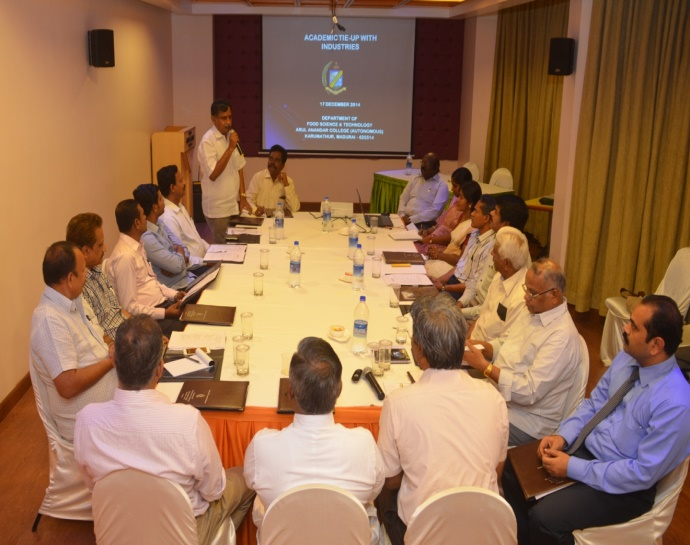 ACADEMIC TIE-UP WITH
INDUSTRIES
17 DECEMBER 2014
DEPARTMENT OF
FOOD SCIENCE & TECHNOLOGY
ARUL ANANDAR COLLEGE (AUTONOMOUS)
KARUMATHUR, MADURAI - 625514